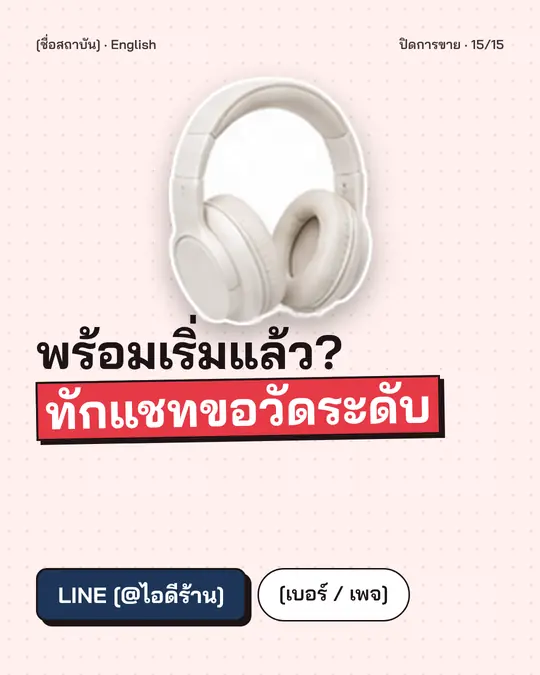 (ชื่อสถาบัน) · English
ปิดการขาย · 15/15
พร้อมเริ่มแล้ว?
ทักแชทขอวัดระดับ
LINE (@ไอดีร้าน)
(เบอร์ / เพจ)